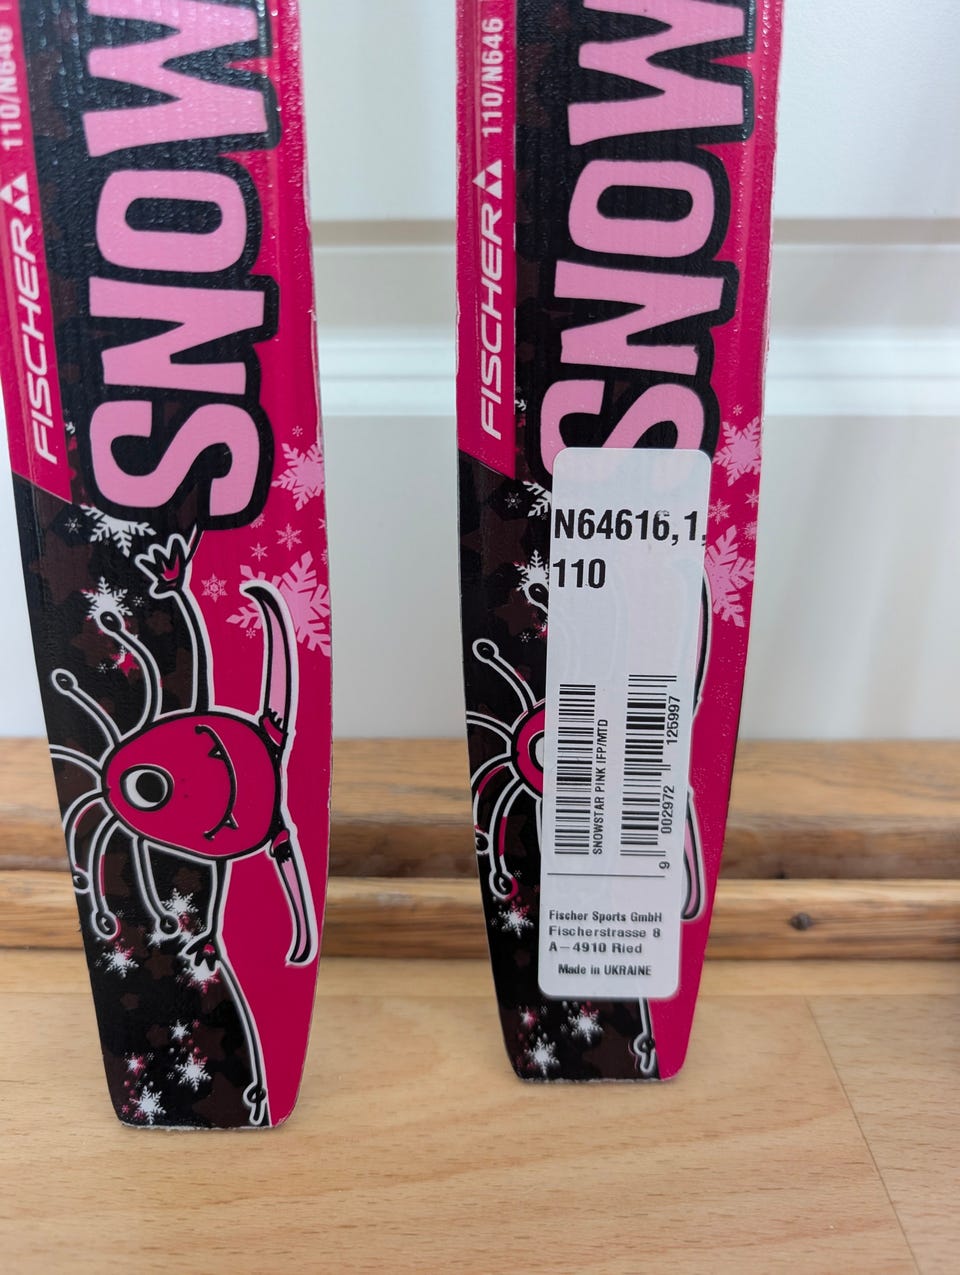 110/N646
FISCHER
SNOW
110/N646
FISCHER
SNOW
N64616,1,
110
SNOWSTAR PINK IFP/MTD
9 002972 125997
Fischer Sports GmbH
Fischerstrasse 8
A-4910 Ried
Made in UKRAINE